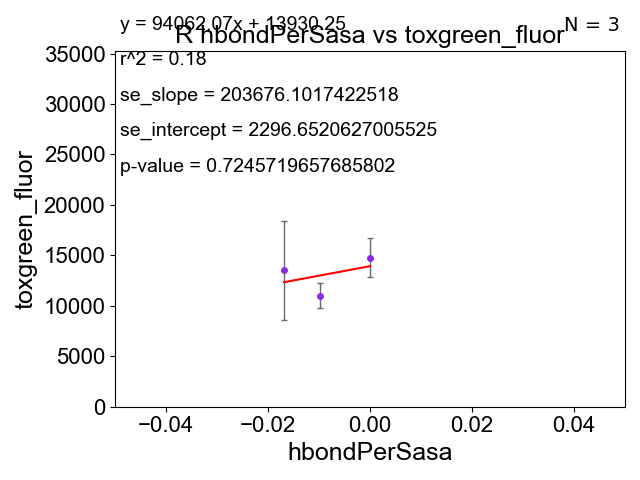 y = 94062.07x + 13930.25
N = 3
R hbondPerSasa vs toxgreen_fluor
r^2 = 0.18
se_slope = 203676.1017422518
se_intercept = 2296.6520627005525
p-value = 0.7245719657685802
toxgreen_fluor
35000
30000
25000
20000
15000
10000
5000
0
−0.04
−0.02
0.00
0.02
0.04
hbondPerSasa